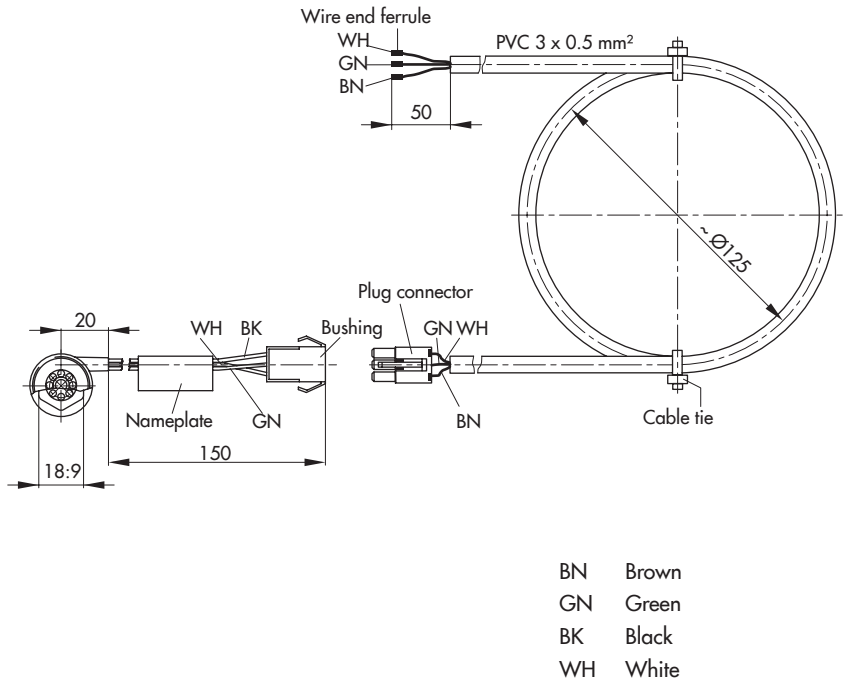 Wire end ferrule
WH
PVC 3 x 0.5 mm²
GN
BN
50
~ Ø125
Plug connector
20
WH
BK
Bushing
GN WH
Nameplate
GN
BN
Cable tie
150
18:9
BN Brown
GN Green
BK Black
WH White